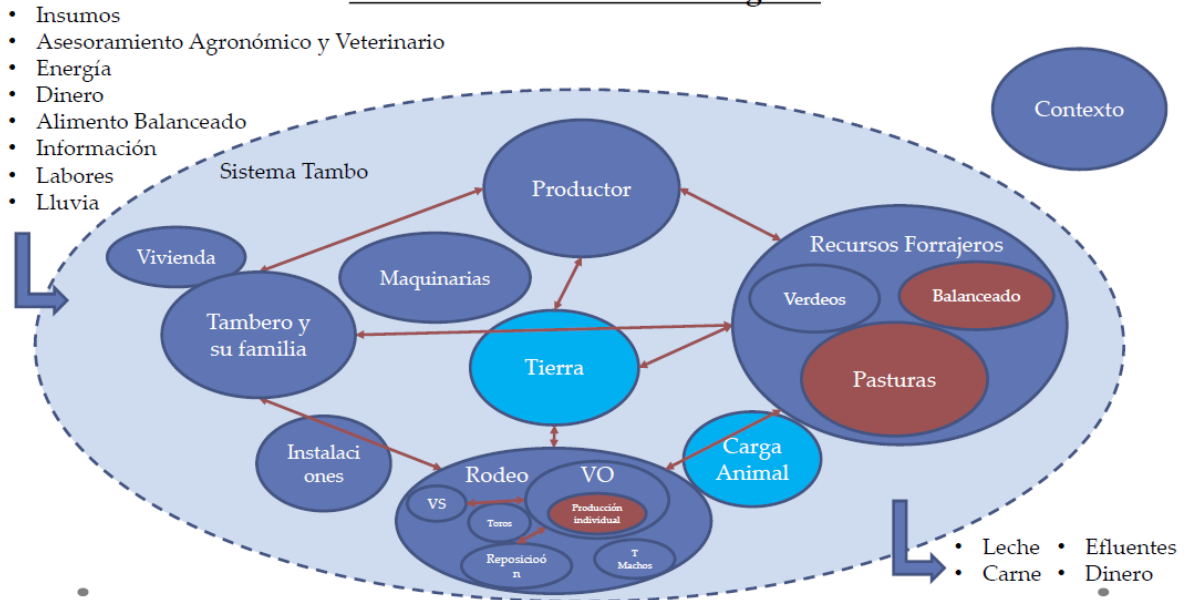 • Insumos
• Asesoramiento Agronómico y Veterinario
• Energía
• Dinero
• Alimento Balanceado
• Información
• Labores
• Lluvia
Contexto
Sistema Tambo
Productor
Vivienda
Maquinarias
Recursos Forrajeros
Verdeos
Balanceado
Tambero y
su familia
Tierra
Pasturas
Instalaci
ones
Carga
Animal
Rodeo
VO
VS
Toros
Producción
individual
Reposicioó
n
T
Machos
• Leche • Efluentes
• Carne • Dinero